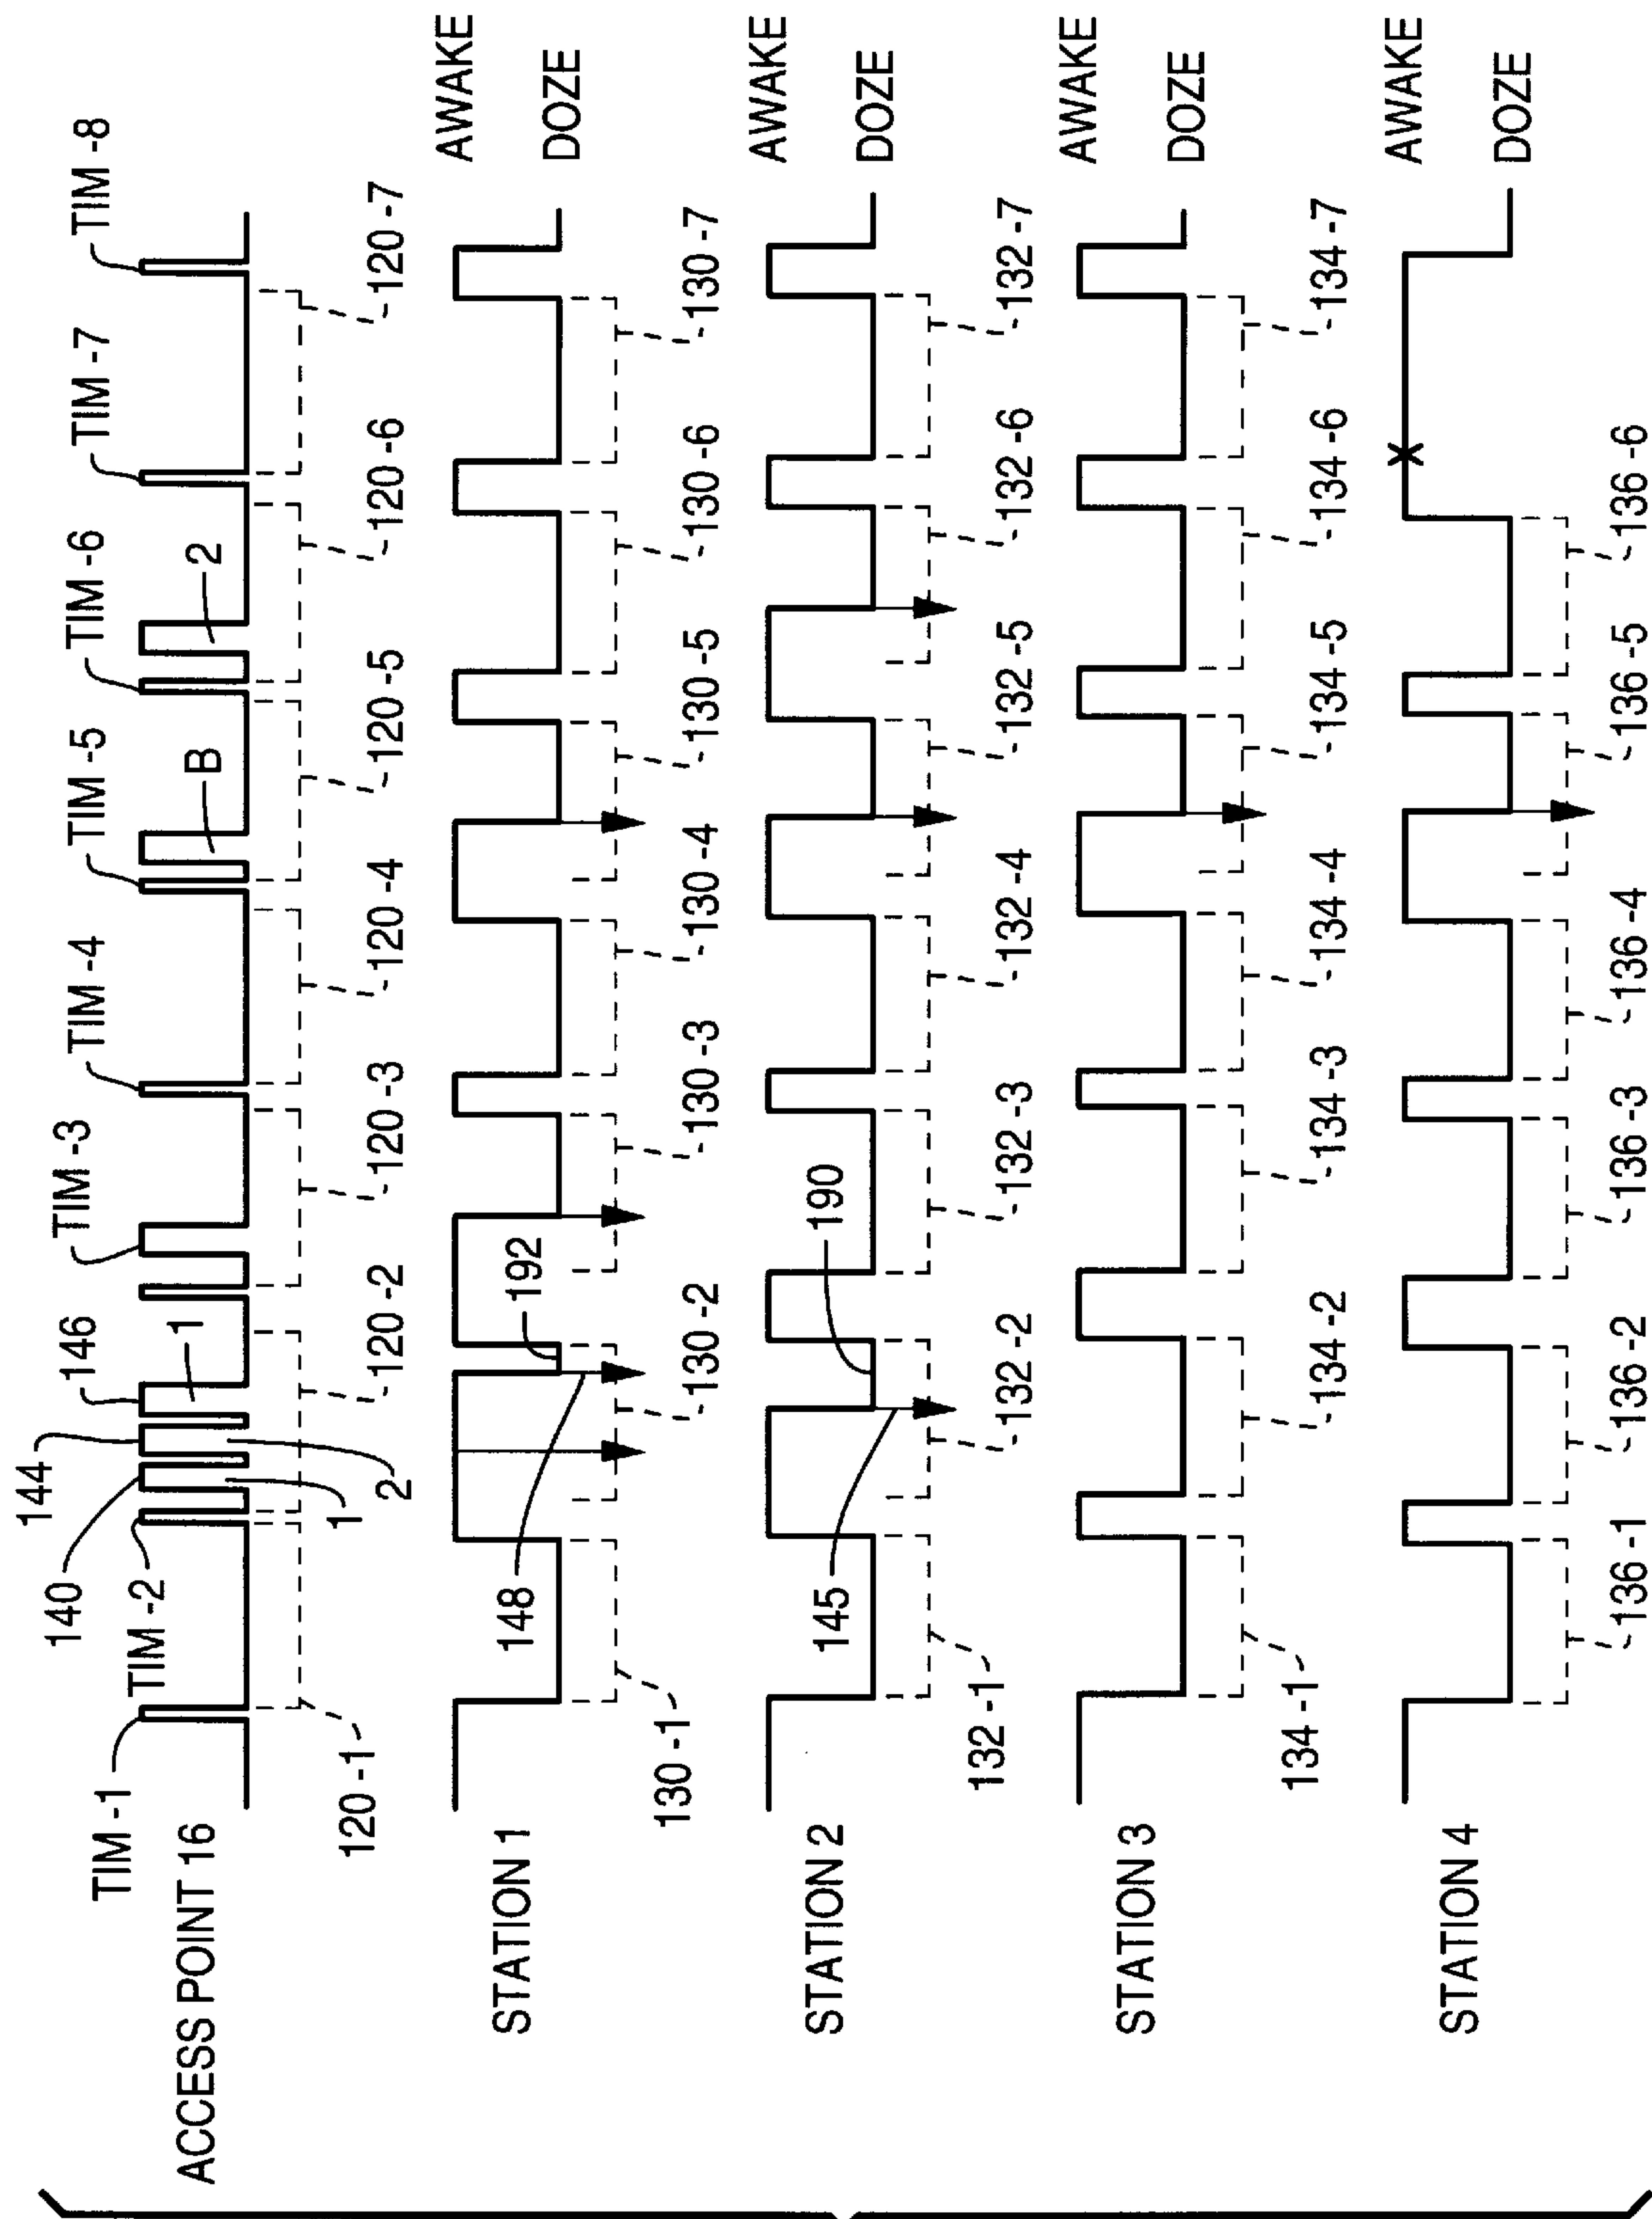 TIM -1
TIM -2
140
144
146
TIM -3
TIM -4
TIM -5
TIM -6
TIM -7
TIM -8
ACCESS POINT 16
1
2
1
B
2
120 -1
120 -2
120 -3
120 -4
120 -5
120 -6
120 -7
STATION 1
148
192
AWAKE
DOZE
130 -1
130 -2
130 -3
130 -4
130 -5
130 -6
130 -7
STATION 2
145
190
AWAKE
DOZE
132 -1
132 -2
132 -3
132 -4
132 -5
132 -6
132 -7
STATION 3
AWAKE
DOZE
134 -1
134 -2
134 -3
134 -4
134 -5
134 -6
134 -7
STATION 4
X
AWAKE
DOZE
136 -1
136 -2
136 -3
136 -4
136 -5
136 -6